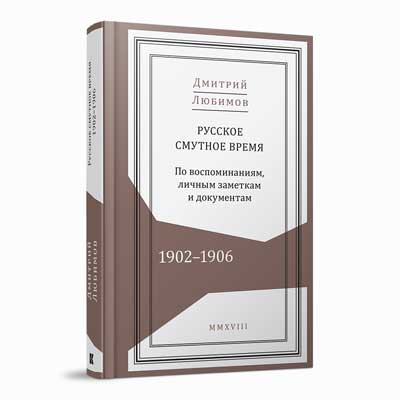 Дмитрий
Любимов
Русское
смутное время
По воспоминаниям,
личным заметкам
и документам
1902–1906
MMXVIII
Русское смутное время
1902–1906
Дмитрий
Любимов
К